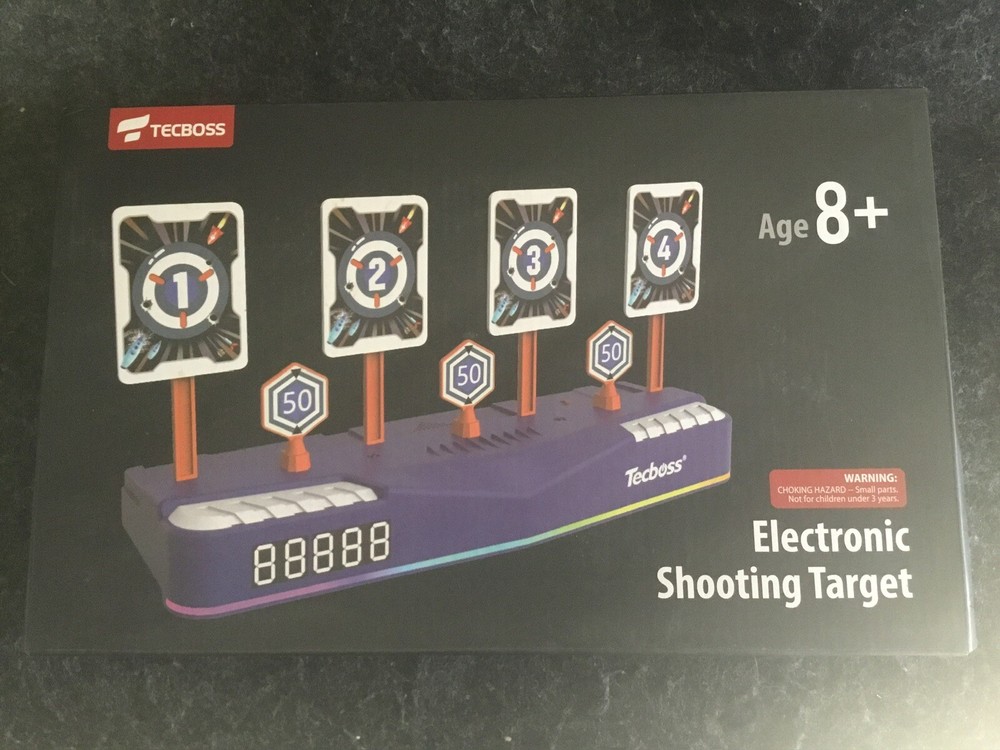 TECBOSS
Age 8+
1
2
3
4
50
50
50
Tecboss®
88888
WARNING:
CHOKING HAZARD -- Small parts.
Not for children under 3 years.
Electronic
Shooting Target